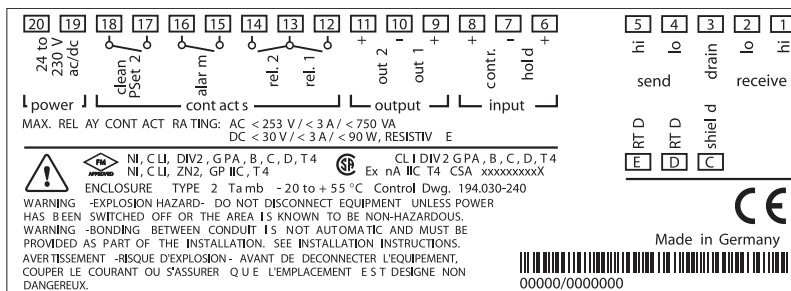 20 19 18 17 16 15 14 13 12 11 10 9 8 7 6 5 4 3 2 1
+ - + + - +
24 to
230 V
ac/dc
clean
PSet 2
alarm
rel. 2
rel. 1
out 2
out 1
contr.
hold
hi
lo
drain
lo
hi
power contacts output input
send receive
MAX. RELAY CONTACT RATING: AC <253 V/<3 A/<750 VA
DC <30 V/<3 A/<90 W, RESISTIV E
RTD RTD shield
E D C
FM
APPROVED
NI, C LI, DIV2, GPA, B, C, D, T4
NI, C LI, ZN2, GP IIC, T4
CL I DIV 2 GP A, B, C, D, T4
Ex nA IIC T4 CSA xxxxxxxxxX
ENCLOSURE TYPE 2 Tamb -20 to +55 °C Control Dwg. 194.030-240
WARNING -EXPLOSION HAZARD- DO NOT DISCONNECT EQUIPMENT UNLESS POWER
HAS BEEN SWITCHED OFF OR THE AREA IS KNOWN TO BE NON-HAZARDOUS.
WARNING -BONDING BETWEEN CONDUIT IS NOT AUTOMATIC AND MUST BE
PROVIDED AS PART OF THE INSTALLATION. SEE INSTALLATION INSTRUCTIONS.
AVERTISSEMENT -RISQUE D'EXPLOSION- AVANT DE DECONNECTER L'EQUIPEMENT,
COUPER LE COURANT OU S'ASSURER QUE L'EMPLACEMENT EST DESIGNE NON
DANGEREUX.
CE
Made in Germany
00000/0000000